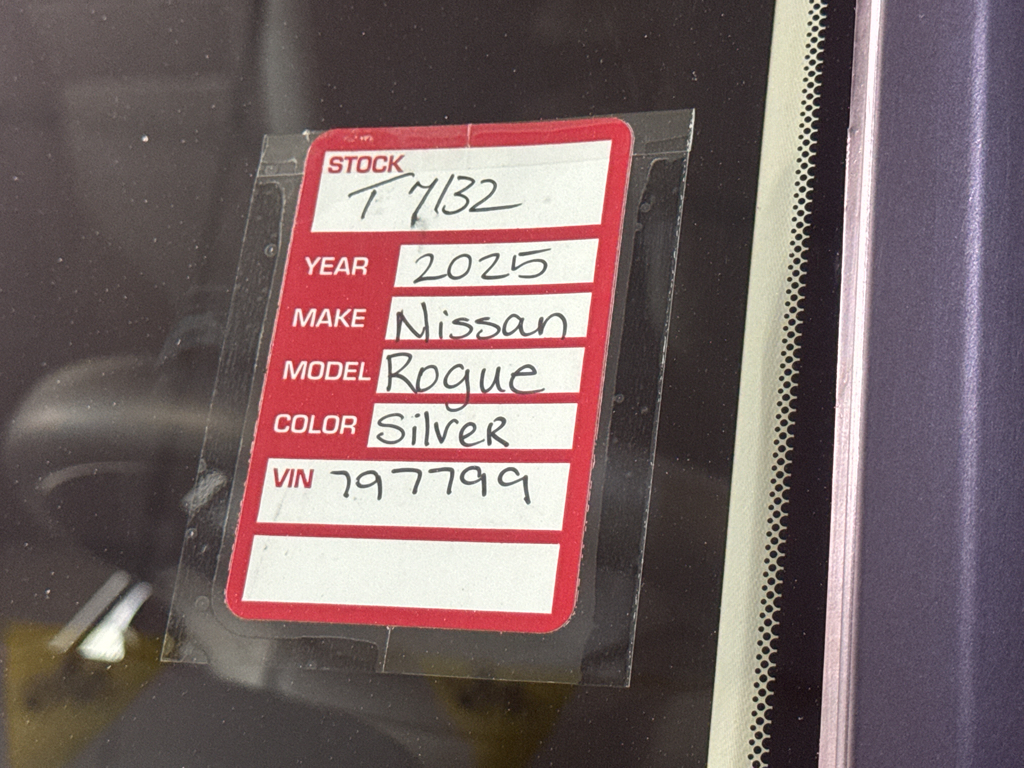 STOCK
T 7132
YEAR 2025
MAKE Nissan
MODEL Rogue
COLOR SilveR
VIN 797799